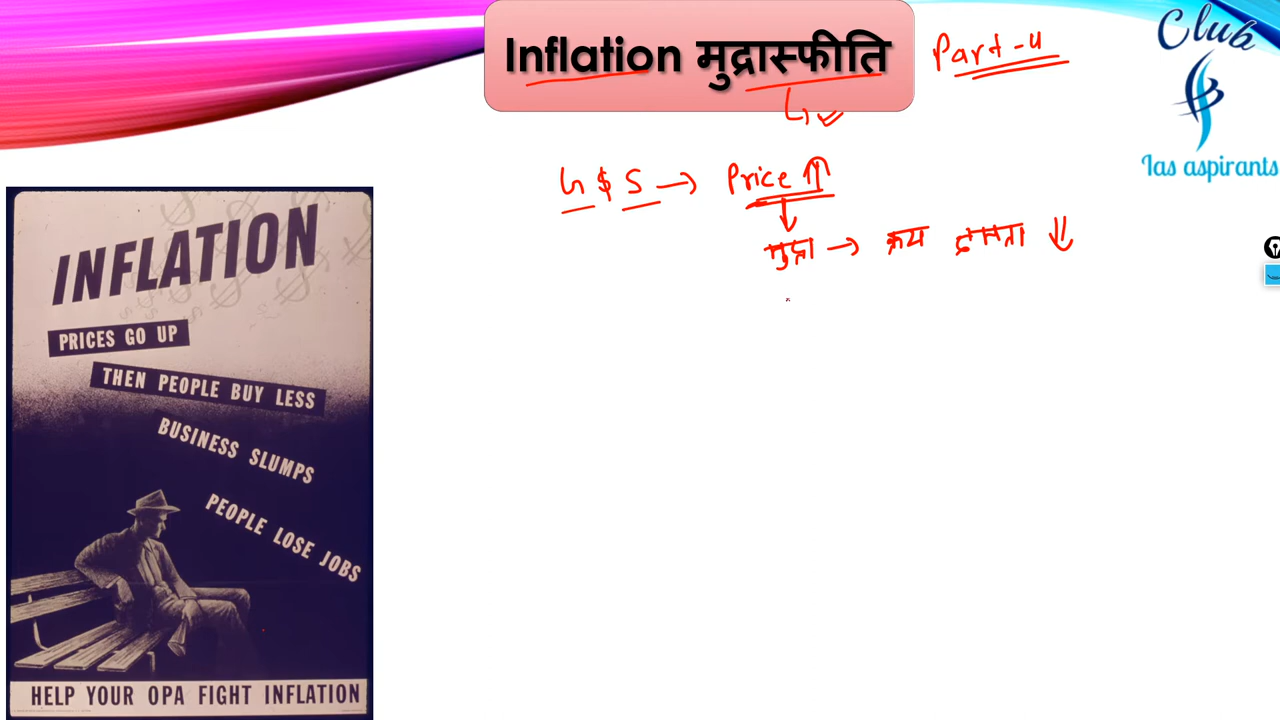 Inflation मुद्रास्फीति
Part-4
Club
Ias aspirants
G & S → Price ↑
मुद्रा → क्रय क्षमता ↓
INFLATION
PRICES GO UP
THEN PEOPLE BUY LESS
BUSINESS SLUMPS
PEOPLE LOSE JOBS
HELP YOUR OPA FIGHT INFLATION